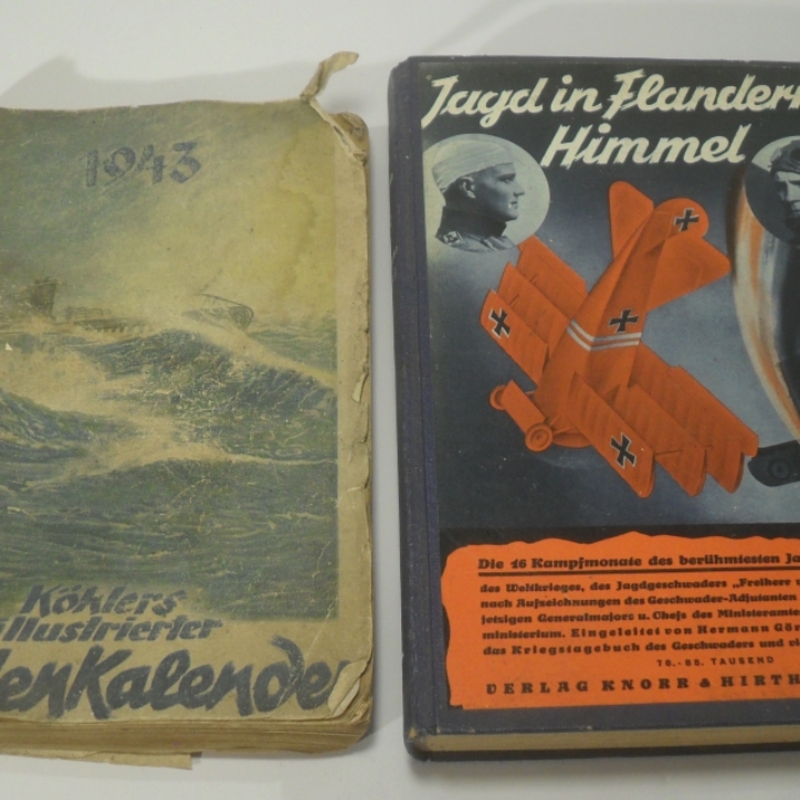 1943
Köhlers
illustrierter
enKalende
Jagd in Flander
Himmel
Die 16 Kampfmonate des berühmtesten Ja
des Weltkrieges, des Jagdgeschwaders „Freiherr
nach Aufzeichnungen des Geschwader-Adjutanten
jetzigen Generalmajors u. Chefs des Ministeramte
ministerium. Eingeleitet von Hermann Gör
das Kriegstagebuch des Geschwaders und vi
76.-85. TAUSEND
VERLAG KNORR & HIRTH